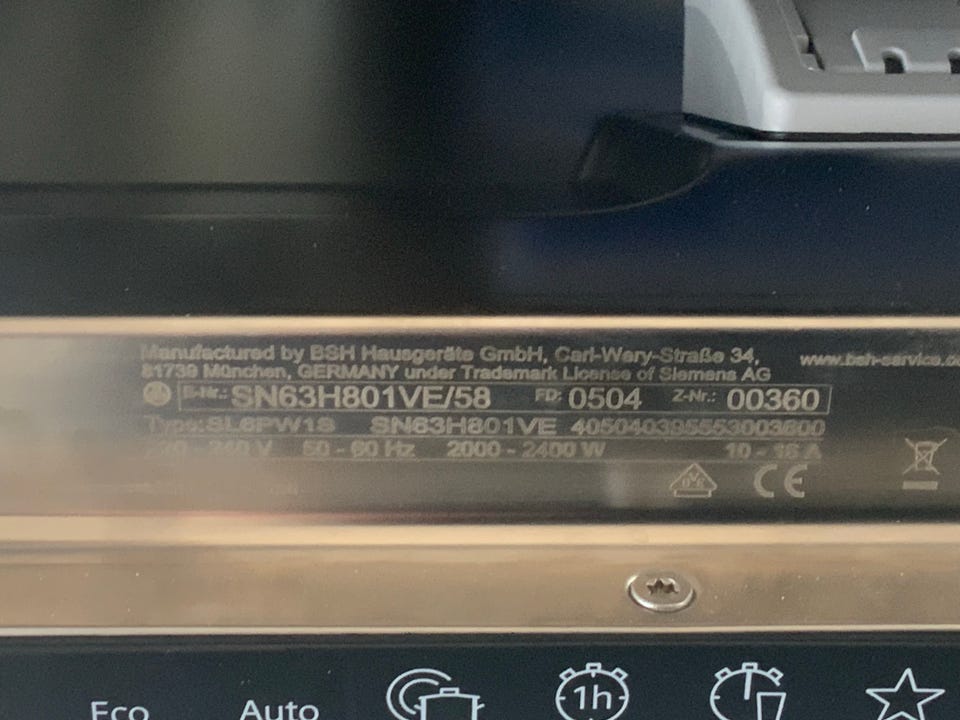 Manufactured by BSH Hausgeräte GmbH, Carl-Wery-Straße 34, www.bsh-service.co
81739 München, GERMANY under Trademark License of Siemens AG
E-Nr.: SN63H801VE/58 FD: 0504 Z-Nr.: 00360
Type: SL6PW1S SN63H801VE 405040395553003600
220 - 240 V 50 - 60 Hz 2000 - 2400 W 10 - 16 A
CE
Eco Auto 1h